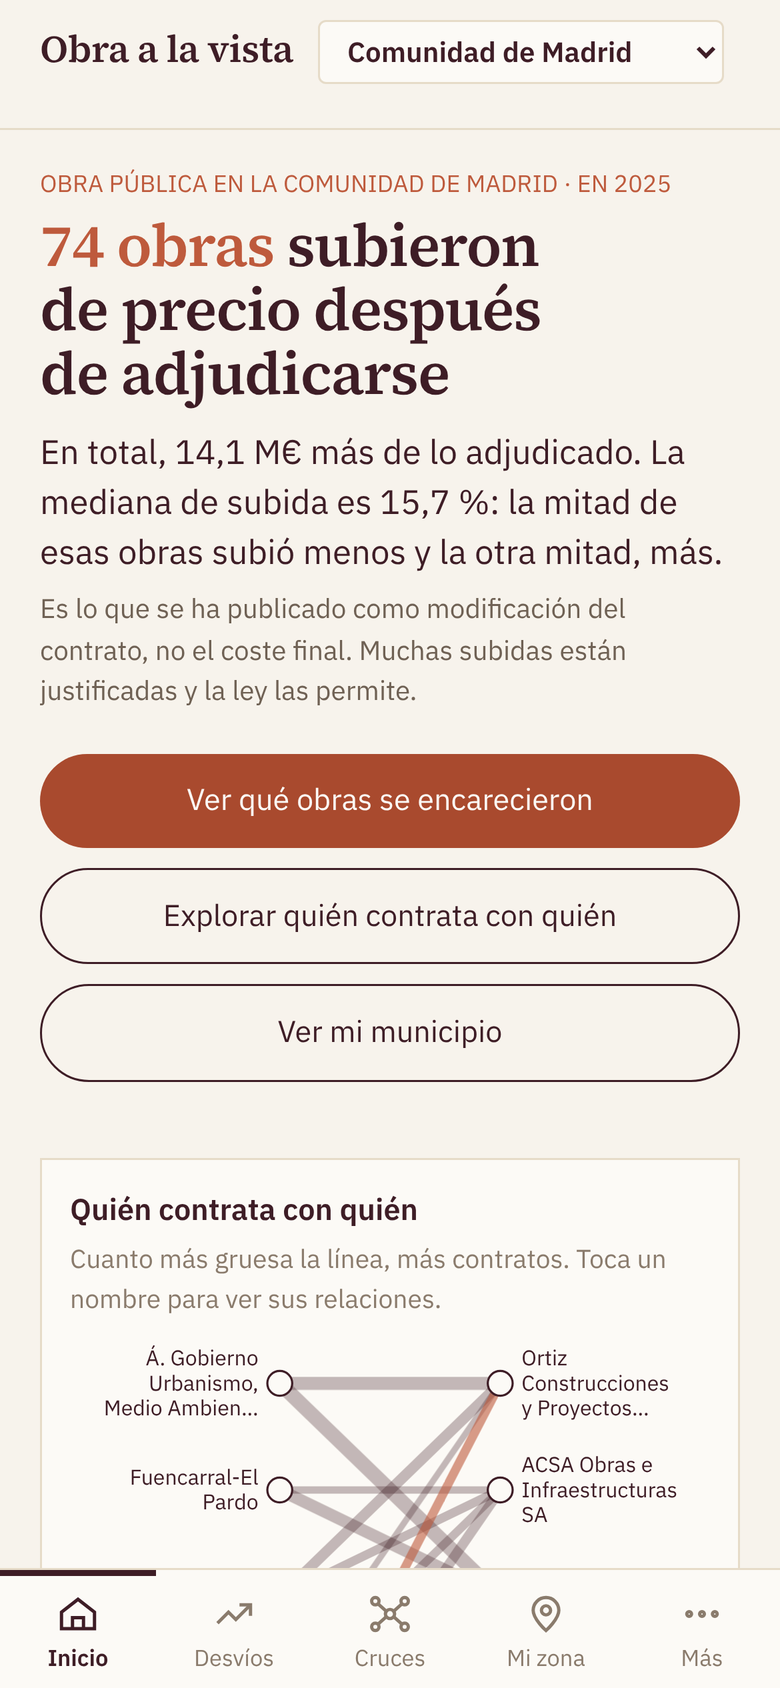 Obra a la vista
Comunidad de Madrid
OBRA PÚBLICA EN LA COMUNIDAD DE MADRID · EN 2025
74 obras subieron
de precio después
de adjudicarse
En total, 14,1 M€ más de lo adjudicado. La
mediana de subida es 15,7 %: la mitad de
esas obras subió menos y la otra mitad, más.
Es lo que se ha publicado como modificación del
contrato, no el coste final. Muchas subidas están
justificadas y la ley las permite.
Ver qué obras se encarecieron
Explorar quién contrata con quién
Ver mi municipio
Quién contrata con quién
Cuanto más gruesa la línea, más contratos. Toca un
nombre para ver sus relaciones.
Á. Gobierno
Urbanismo,
Medio Ambien...
Ortiz
Construcciones
y Proyectos...
Fuencarral-El
Pardo
ACSA Obras e
Infraestructuras
SA
Inicio
Desvíos
Cruces
Mi zona
Más